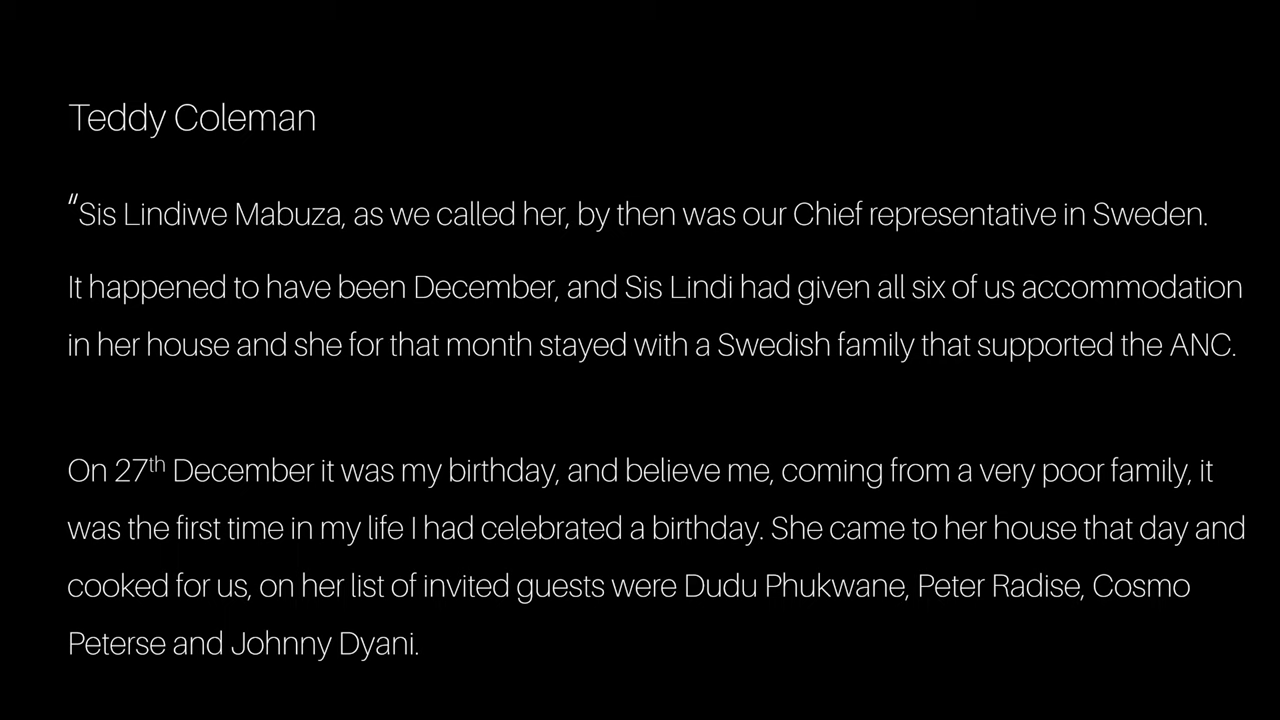 Teddy Coleman
“Sis Lindiwe Mabuza, as we called her, by then was our Chief representative in Sweden.
It happened to have been December, and Sis Lindi had given all six of us accommodation
in her house and she for that month stayed with a Swedish family that supported the ANC.
On 27th December it was my birthday, and believe me, coming from a very poor family, it
was the first time in my life I had celebrated a birthday. She came to her house that day and
cooked for us, on her list of invited guests were Dudu Phukwane, Peter Radise, Cosmo
Peterse and Johnny Dyani.